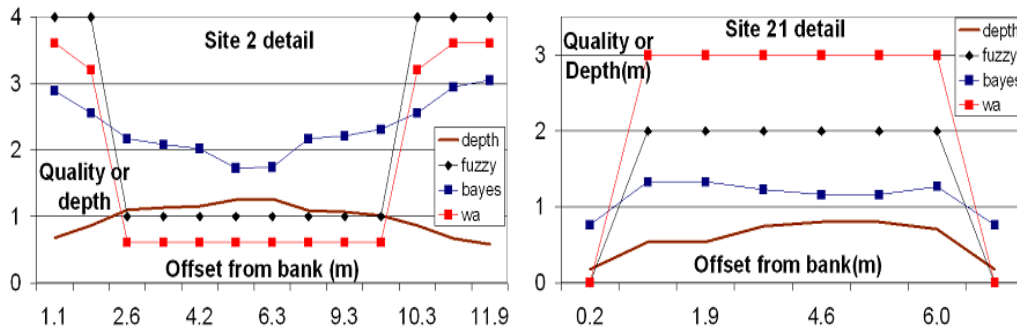 Site 2 detail
4
3
2
1
0
Quality or
depth
depth
fuzzy
bayes
wa
Offset from bank (m)
1.1 2.6 4.2 6.3 9.3 10.3 11.9
Site 21 detail
Quality or
Depth(m)
3
2
1
0
depth
fuzzy
bayes
wa
Offset from bank(m)
0.2 1.9 4.6 6.0